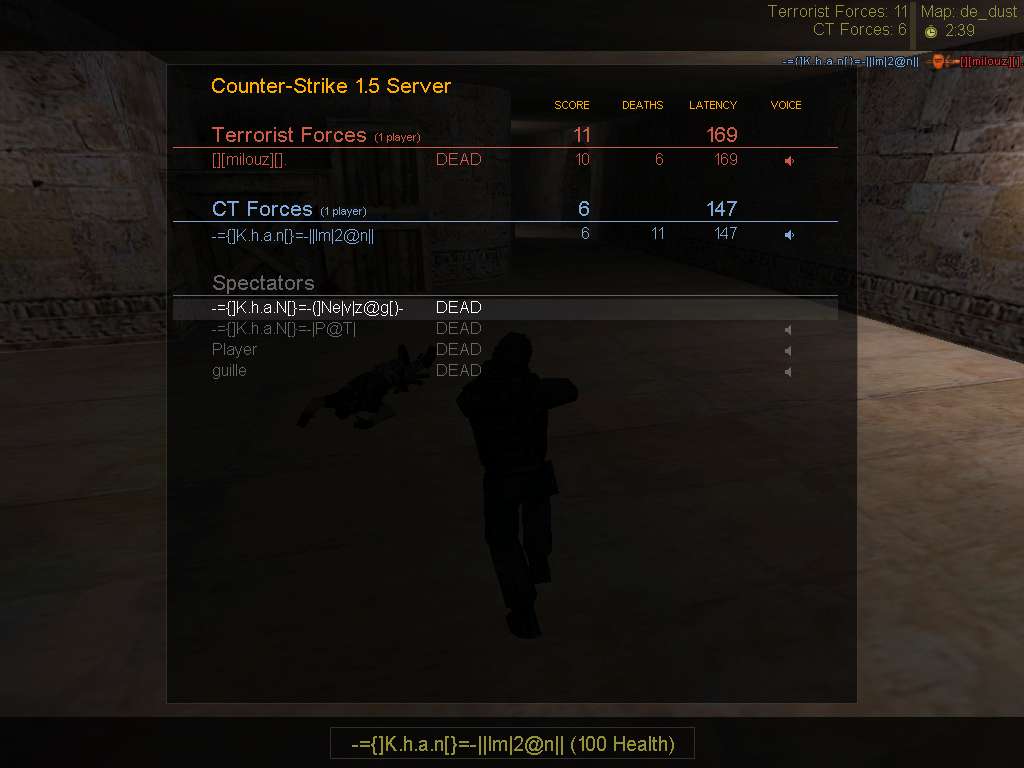 Terrorist Forces: 11 Map: de_dust
CT Forces: 6 2:39
-={]K.h.a.n[}=-||Im|2@n|| [][milouz][].
Counter-Strike 1.5 Server
SCORE DEATHS LATENCY VOICE
Terrorist Forces (1 player) 11 169
[][milouz][]. DEAD 10 6 169
CT Forces (1 player) 6 147
-={]K.h.a.n[}=-||Im|2@n|| 6 11 147
Spectators
-={]K.h.a.N[}=-(]Ne|v|z@g[)- DEAD
-={]K.h.a.N[}=-|P@T| DEAD
Player DEAD
guille DEAD
-={]K.h.a.n[}=-||Im|2@n|| (100 Health)